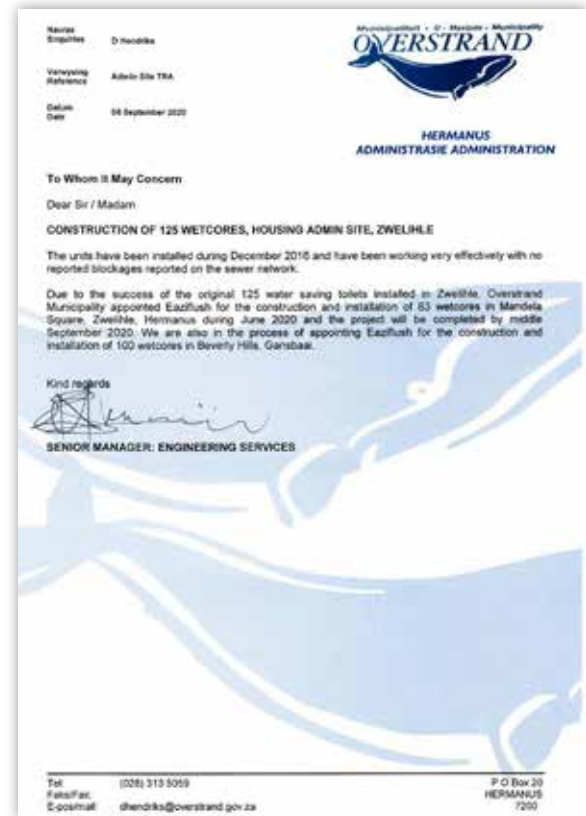 Navrae
Enquiries D Hendriks
Verwysing
Reference Admin Site TRA
Datum
Date 04 September 2020
Munisipaliteit • U - Masipala • Municipality
OVERSTRAND
HERMANUS
ADMINISTRASIE ADMINISTRATION
To Whom It May Concern
Dear Sir / Madam
CONSTRUCTION OF 125 WETCORES, HOUSING ADMIN SITE, ZWELIHLE
The units have been installed during December 2016 and have been working very effectively with no
reported blockages reported on the sewer network.
Due to the success of the original 125 water saving toilets installed in Zwelihle, Overstrand
Municipality appointed Eaziflush for the construction and installation of 63 wetcores in Mandela
Square, Zwelihle, Hermanus during June 2020 and the project will be completed by middle
September 2020. We are also in the process of appointing Eaziflush for the construction and
installation of 100 wetcores in Beverly Hills, Gansbaai.
Kind regards
SENIOR MANAGER: ENGINEERING SERVICES
Tel: (028) 313 5059
Faks/Fax:
E-pos/mail: dhendriks@overstrand.gov.za
P O Box 20
HERMANUS
7200